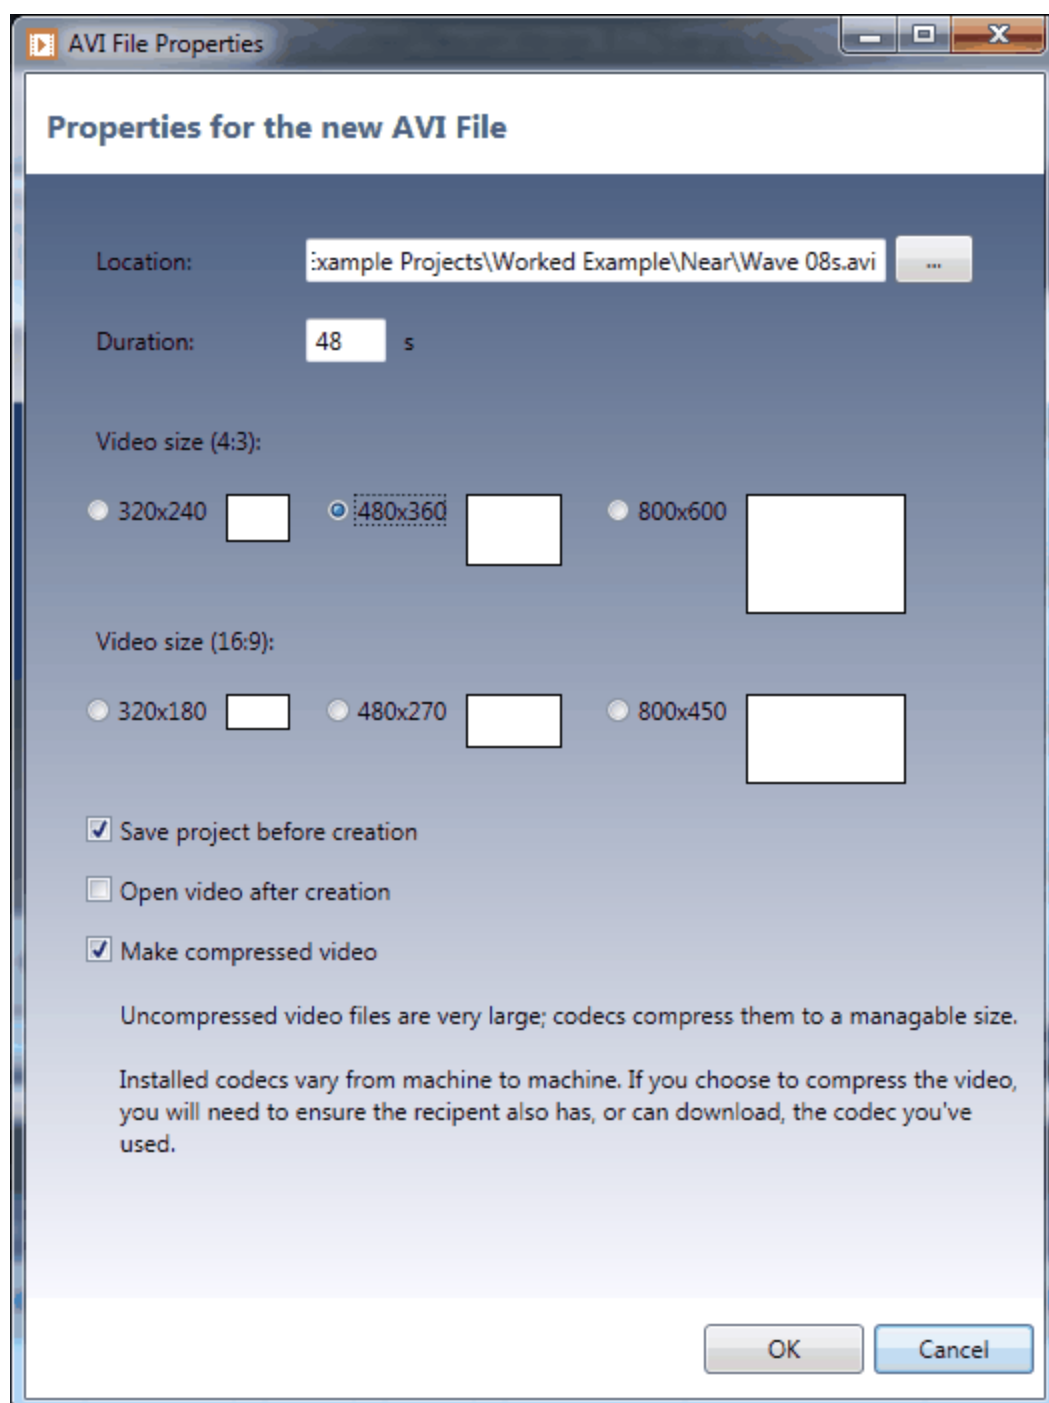 AVI File Properties
Properties for the new AVI File
Location: Example Projects\Worked Example\Near\Wave 08s.avi ...
Duration: 48 s
Video size (4:3):
320x240 480x360 800x600
Video size (16:9):
320x180 480x270 800x450
Save project before creation
Open video after creation
Make compressed video
Uncompressed video files are very large; codecs compress them to a managable size.
Installed codecs vary from machine to machine. If you choose to compress the video,
you will need to ensure the recipent also has, or can download, the codec you've
used.
OK Cancel